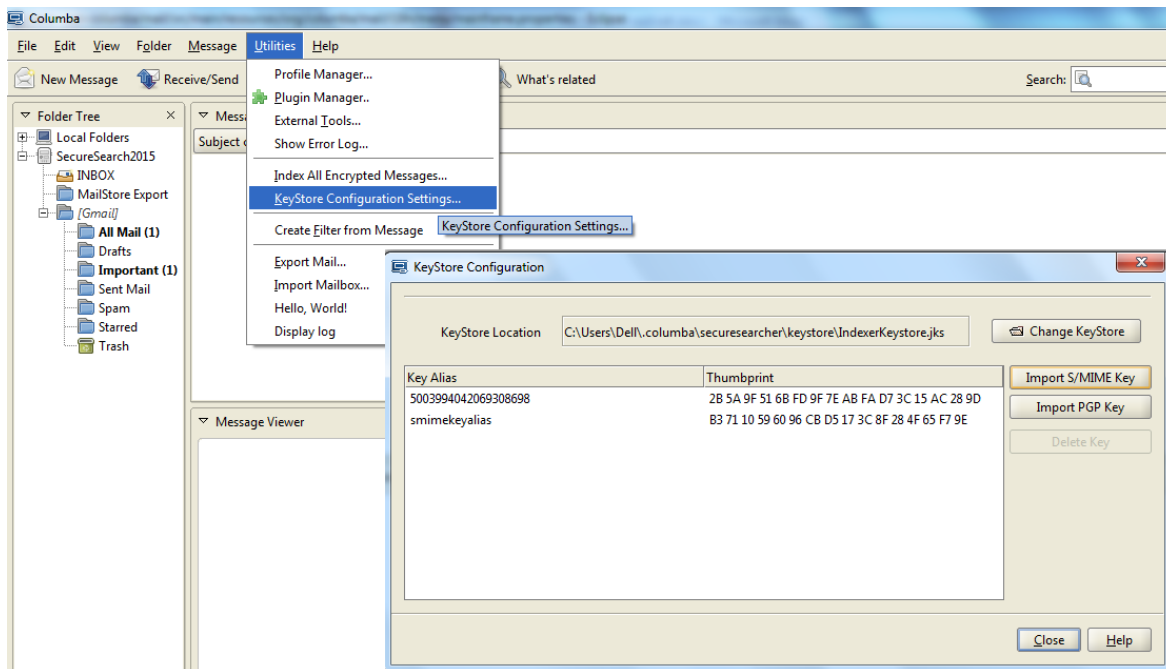 Columba
File Edit View Folder Message Utilities Help
New Message Receive/Send What's related Search:
Profile Manager...
Plugin Manager..
External Tools...
Show Error Log...
Index All Encrypted Messages...
KeyStore Configuration Settings...
Create Filter from Message
KeyStore Configuration Settings...
Export Mail...
Import Mailbox...
Hello, World!
Display log
Folder Tree
Local Folders
SecureSearch2015
INBOX
MailStore Export
[Gmail]
All Mail (1)
Drafts
Important (1)
Sent Mail
Spam
Starred
Trash
Mess
Subject
Message Viewer
KeyStore Configuration
KeyStore Location C:\Users\Dell\.columba\securesearcher\keystore\IndexerKeystore.jks Change KeyStore
Key Alias Thumbprint
5003994042069308698 2B 5A 9F 51 6B FD 9F 7E AB FA D7 3C 15 AC 28 9D
smimekeyalias B3 71 10 59 60 96 CB D5 17 3C 8F 28 4F 65 F7 9E
Import S/MIME Key
Import PGP Key
Delete Key
Close Help